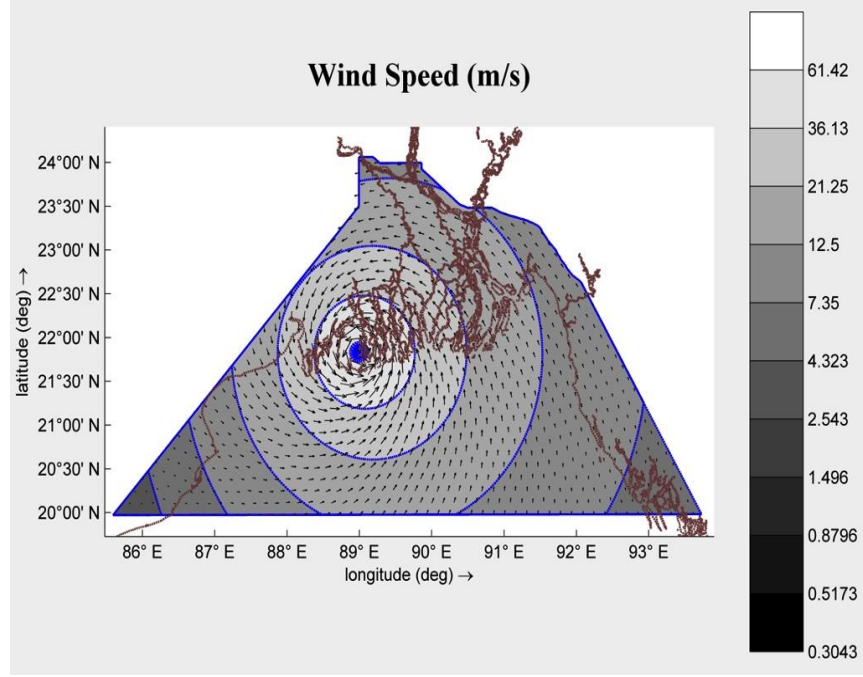 Wind Speed (m/s)
61.42
36.13
21.25
12.5
7.35
4.323
2.543
1.496
0.8796
0.5173
0.3043
latitude (deg) →
24°00' N
23°30' N
23°00' N
22°30' N
22°00' N
21°30' N
21°00' N
20°30' N
20°00' N
86° E 87° E 88° E 89° E 90° E 91° E 92° E 93° E
longitude (deg) →